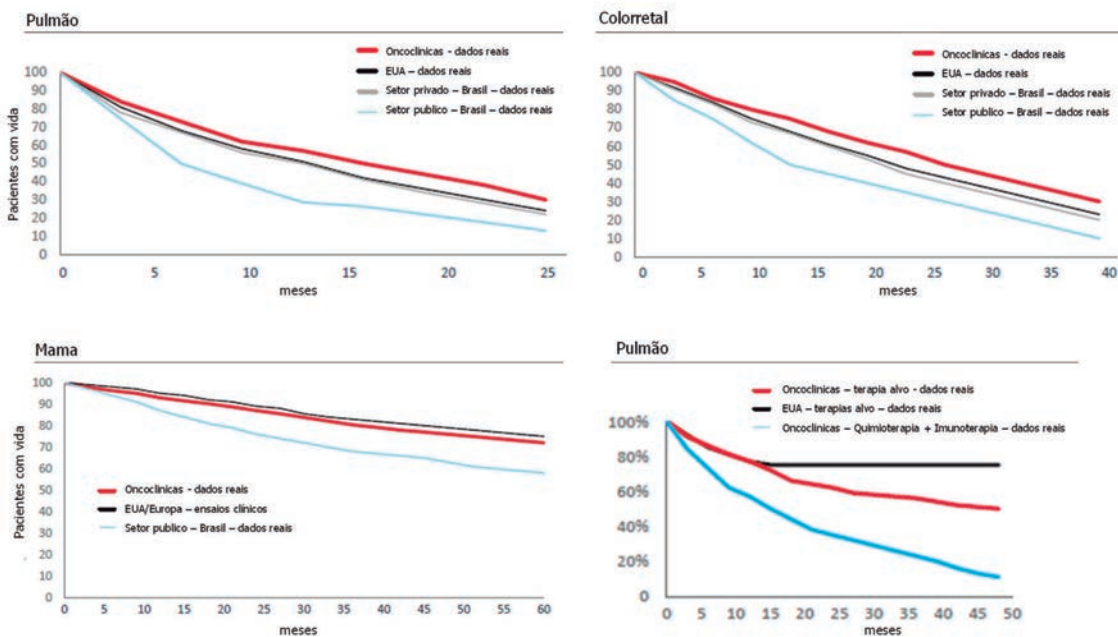 Pulmão
Oncoclinicas - dados reais
EUA – dados reais
Setor privado – Brasil – dados reais
Setor publico – Brasil – dados reais
Pacientes com vida
100
90
80
70
60
50
40
30
20
10
0
0 5 10 15 20 25
meses
Colorretal
Oncoclinicas - dados reais
EUA – dados reais
Setor privado – Brasil – dados reais
Setor publico – Brasil – dados reais
100
90
80
70
60
50
40
30
20
10
0
0 5 10 15 20 25 30 35 40
meses
Mama
Pacientes com vida
100
90
80
70
60
50
40
30
20
10
0
Oncoclinicas - dados reais
EUA/Europa – ensaios clínicos
Setor publico – Brasil – dados reais
0 5 10 15 20 25 30 35 40 45 50 55 60
meses
Pulmão
Oncoclinicas – terapia alvo - dados reais
EUA – terapias alvo – dados reais
Oncoclinicas – Quimioterapia + Imunoterapia – dados reais
100%
80%
60%
40%
20%
0 10 20 30 40 50
meses